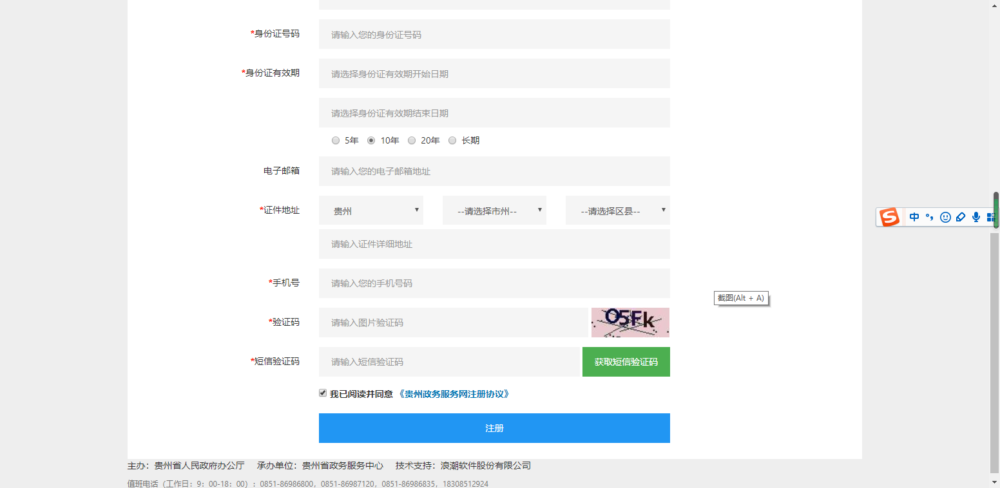 *身份证号码 请输入您的身份证号码
*身份证有效期 请选择身份证有效期开始日期
请选择身份证有效期结束日期
5年 10年 20年 长期
电子邮箱 请输入您的电子邮箱地址
*证件地址 贵州 --请选择市州-- --请选择区县--
中
请输入证件详细地址
*手机号 请输入您的手机号码
截图(Alt + A)
*验证码 请输入图片验证码 O5Fk
*短信验证码 请输入短信验证码 获取短信验证码
我已阅读并同意 《贵州政务服务网注册协议》
注册
主办：贵州省人民政府办公厅 承办单位：贵州省政务服务中心 技术支持：浪潮软件股份有限公司
值班电话（工作日：9：00-18：00）：0851-86986800，0851-86987120，0851-86986835，18308512924